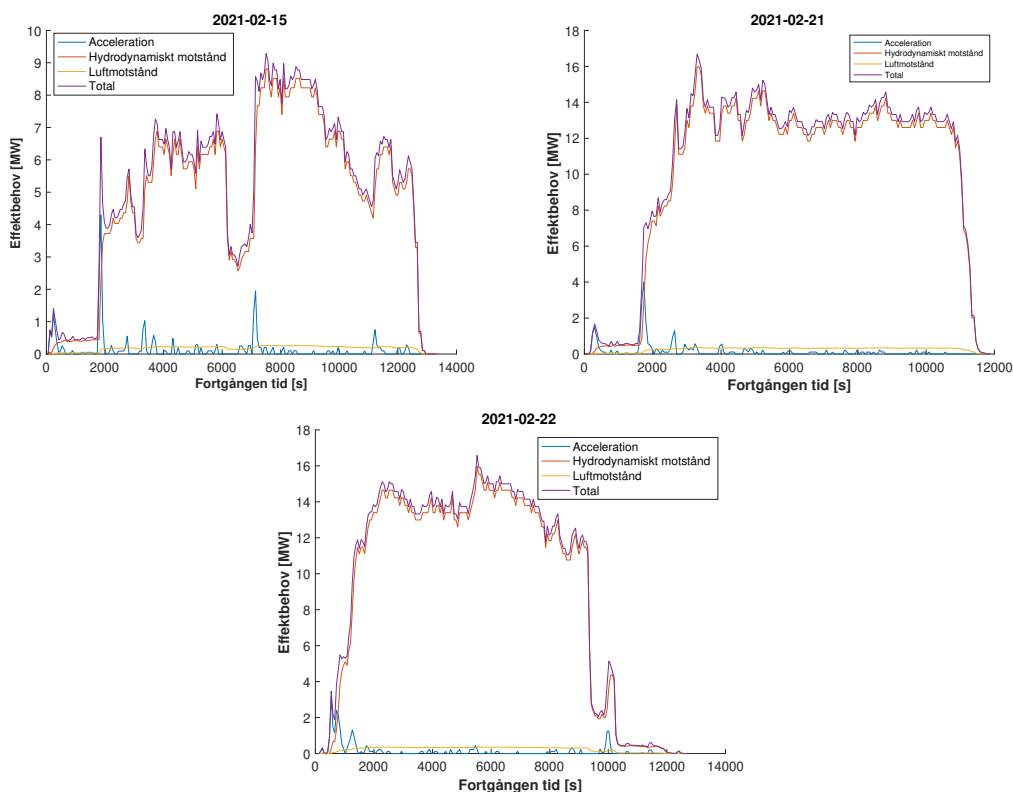 2021-02-15
10
9
8
7
6
5
4
3
2
1
0
Effektbehov [MW]
Acceleration
Hydrodynamiskt motstånd
Luftmotstånd
Total
0 2000 4000 6000 8000 10000 12000 14000
Fortgången tid [s]
2021-02-21
18
16
14
12
10
8
6
4
2
0
Effektbehov [MW]
Acceleration
Hydrodynamiskt motstånd
Luftmotstånd
Total
0 2000 4000 6000 8000 10000 12000
Fortgången tid [s]
2021-02-22
18
16
14
12
10
8
6
4
2
0
Effektbehov [MW]
Acceleration
Hydrodynamiskt motstånd
Luftmotstånd
Total
0 2000 4000 6000 8000 10000 12000 14000
Fortgången tid [s]